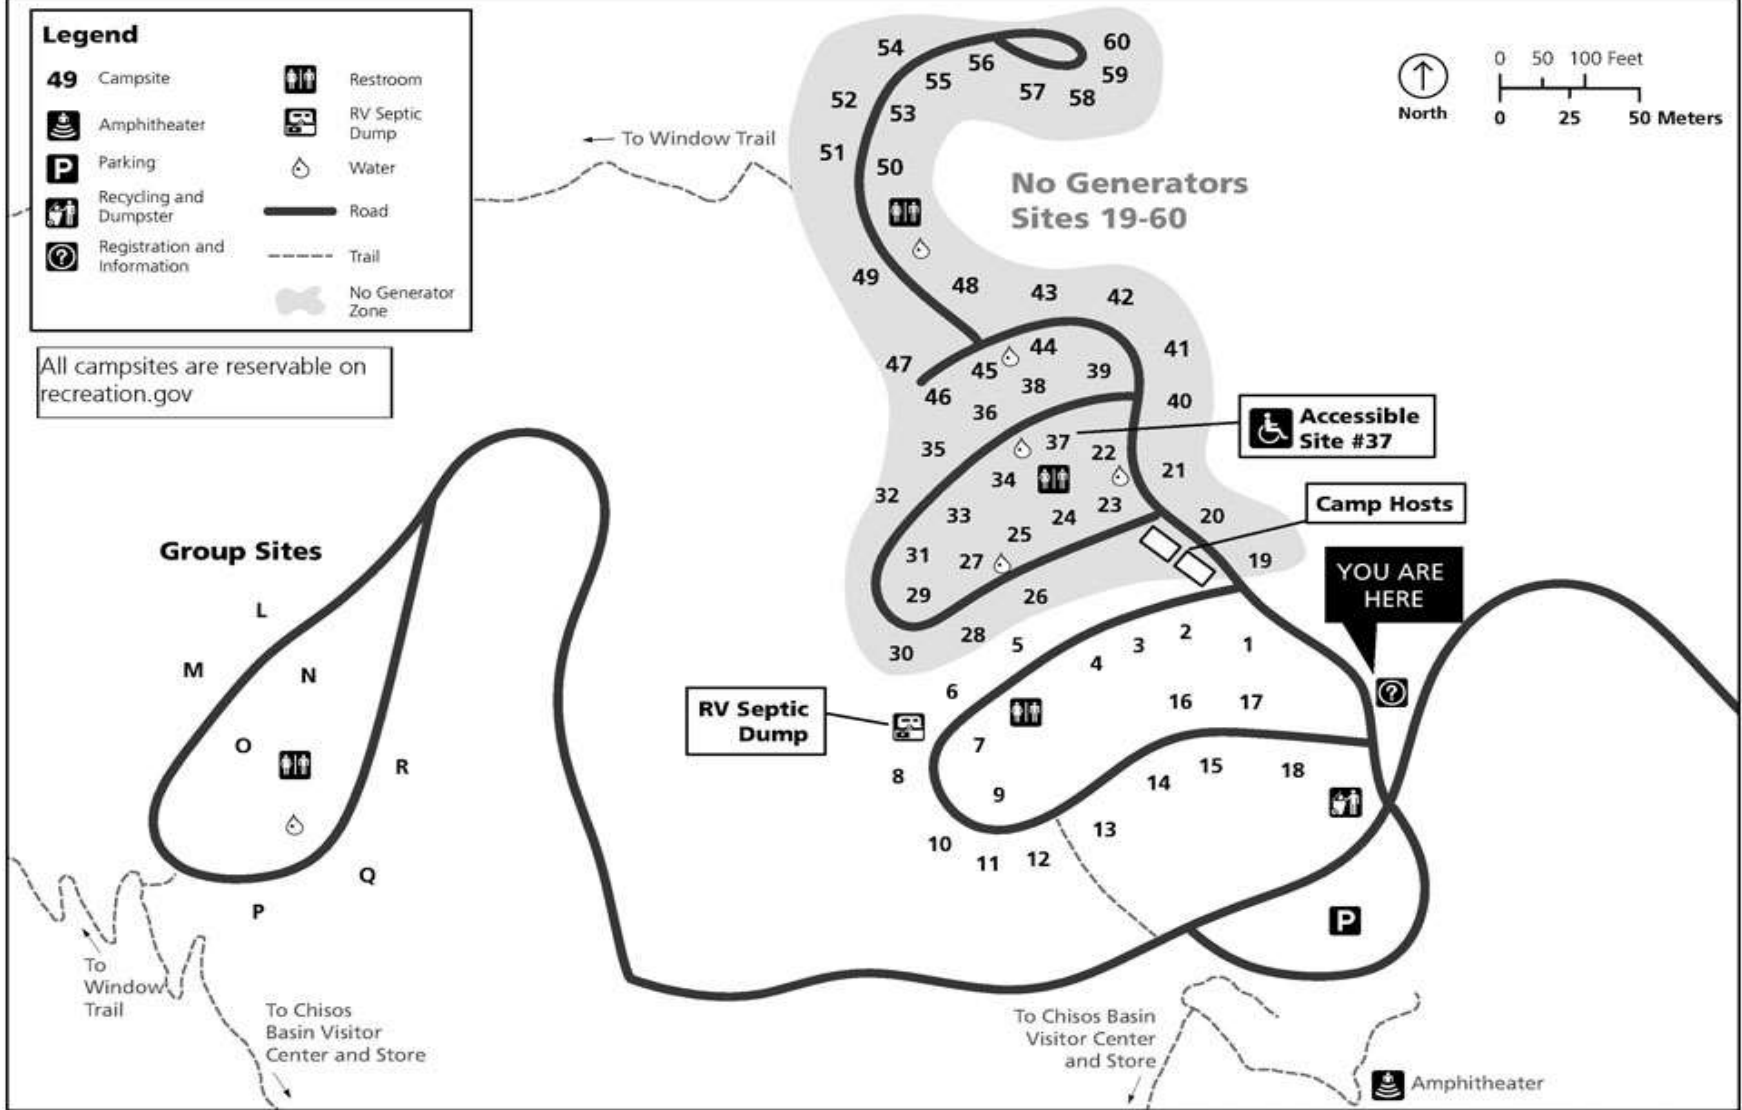 Legend
49 Campsite
Amphitheater
P Parking
Recycling and
Dumpster
? Registration and
Information
Restroom
RV Septic
Dump
Water
Road
Trail
No Generator
Zone
All campsites are reservable on
recreation.gov
North
0 50 100 Feet
0 25 50 Meters
To Window Trail
No Generators
Sites 19-60
54
56
60
55
59
57
58
52
53
51
50
49
48
43
42
47
45
44
41
39
38
46
36
40
35
37
22
21
34
32
33
24
23
20
25
31
27
19
29
26
28
30
Accessible
Site #37
Camp Hosts
YOU ARE
HERE
?
5
3
2
1
4
6
16
17
7
8
15
18
14
9
13
10
11
12
RV Septic
Dump
P
Group Sites
L
M
N
O
R
Q
P
To
Window
Trail
To Chisos
Basin Visitor
Center and Store
To Chisos Basin
Visitor Center
and Store
Amphitheater